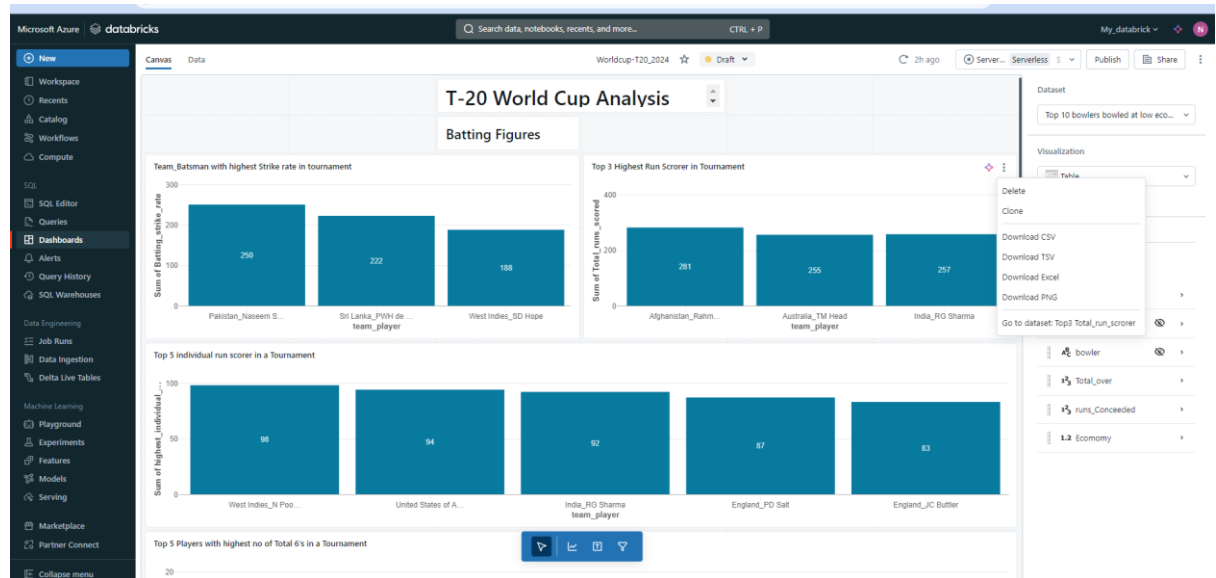 Microsoft Azure databricks
Search data, notebooks, recents, and more... CTRL + P
My_databrick
N
New
Workspace
Recents
Catalog
Workflows
Compute
SQL
SQL Editor
Queries
Dashboards
Alerts
Query History
SQL Warehouses
Data Engineering
Job Runs
Data Ingestion
Delta Live Tables
Machine Learning
Playground
Experiments
Features
Models
Serving
Marketplace
Partner Connect
Collapse menu
Canvas Data
Worldcup-T20_2024 Draft
2h ago Server... Serverless S Publish Share
T-20 World Cup Analysis
Batting Figures
Team_Batsman with highest Strike rate in tournament
Sum of Batting_strike_rate
300
200
100
0
250
222
188
Pakistan_Naseem S... Sri Lanka_PWH de ... West Indies_SD Hope
team_player
Top 3 Highest Run Scrorer in Tournament
Sum of Total_runs_scored
400
200
0
281
255
257
Afghanistan_Rahm... Australia_TM Head India_RG Sharma
team_player
Delete
Clone
Download CSV
Download TSV
Download Excel
Download PNG
Go to dataset: Top3 Total_run_scrorer
Top 5 individual run scorer in a Tournament
Sum of highest_individual_...
100
50
0
98
94
92
87
83
West Indies_N Poo... United States of A... India_RG Sharma England_PD Salt England_JC Buttler
team_player
Top 5 Players with highest no of Total 6's in a Tournament
20
Dataset
Top 10 bowlers bowled at low eco...
Visualization
Table
bowler
Total_over
runs_Conceeded
1.2 Economy